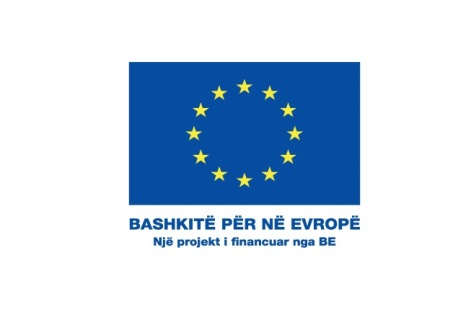 BASHKITË PËR NË EVROPË
Një projekt i financuar nga BE